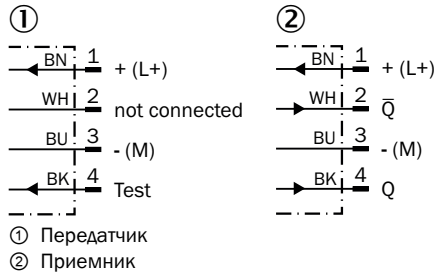 ① ②
BN 1 + (L+) BN 1 + (L+)
WH 2 not connected WH 2 Q̅
BU 3 - (M) BU 3 - (M)
BK 4 Test BK 4 Q
① Передатчик
② Приемник